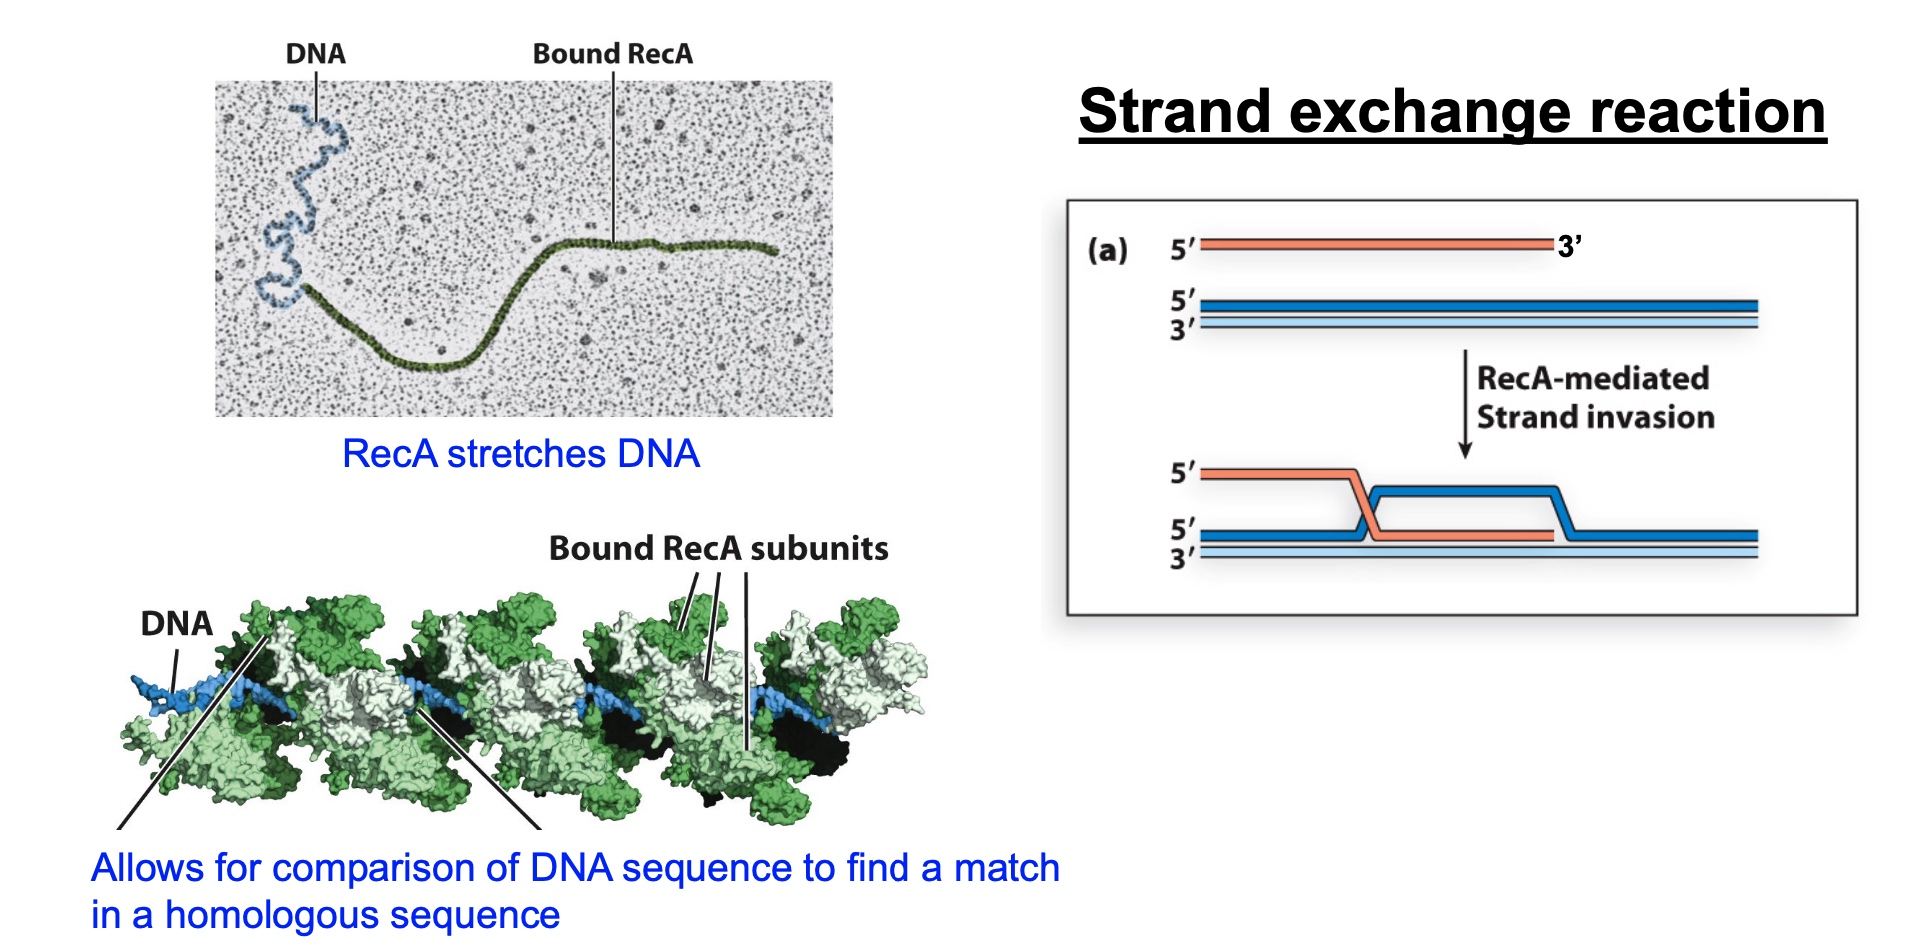 DNA
Bound RecA
RecA stretches DNA
Bound RecA subunits
DNA
Allows for comparison of DNA sequence to find a match
in a homologous sequence
Strand exchange reaction
(a)
5′
3’
5′
3′
RecA-mediated
Strand invasion
5′
5′
3′